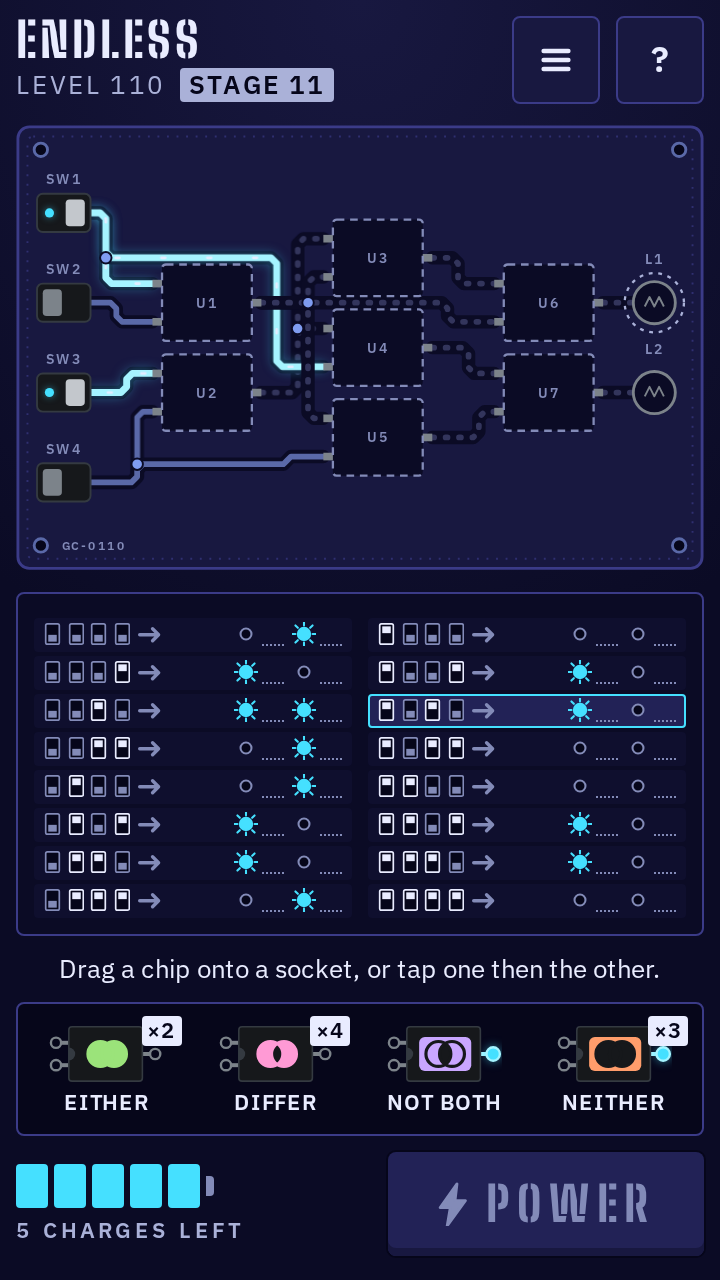 ENDLESS
LEVEL 110 STAGE 11
?
SW1
SW2
SW3
SW4
U1
U2
U3
U4
U5
U6
U7
L1
L2
GC-0110
Drag a chip onto a socket, or tap one then the other.
×2
EITHER
×4
DIFFER
NOT BOTH
×3
NEITHER
5 CHARGES LEFT
POWER